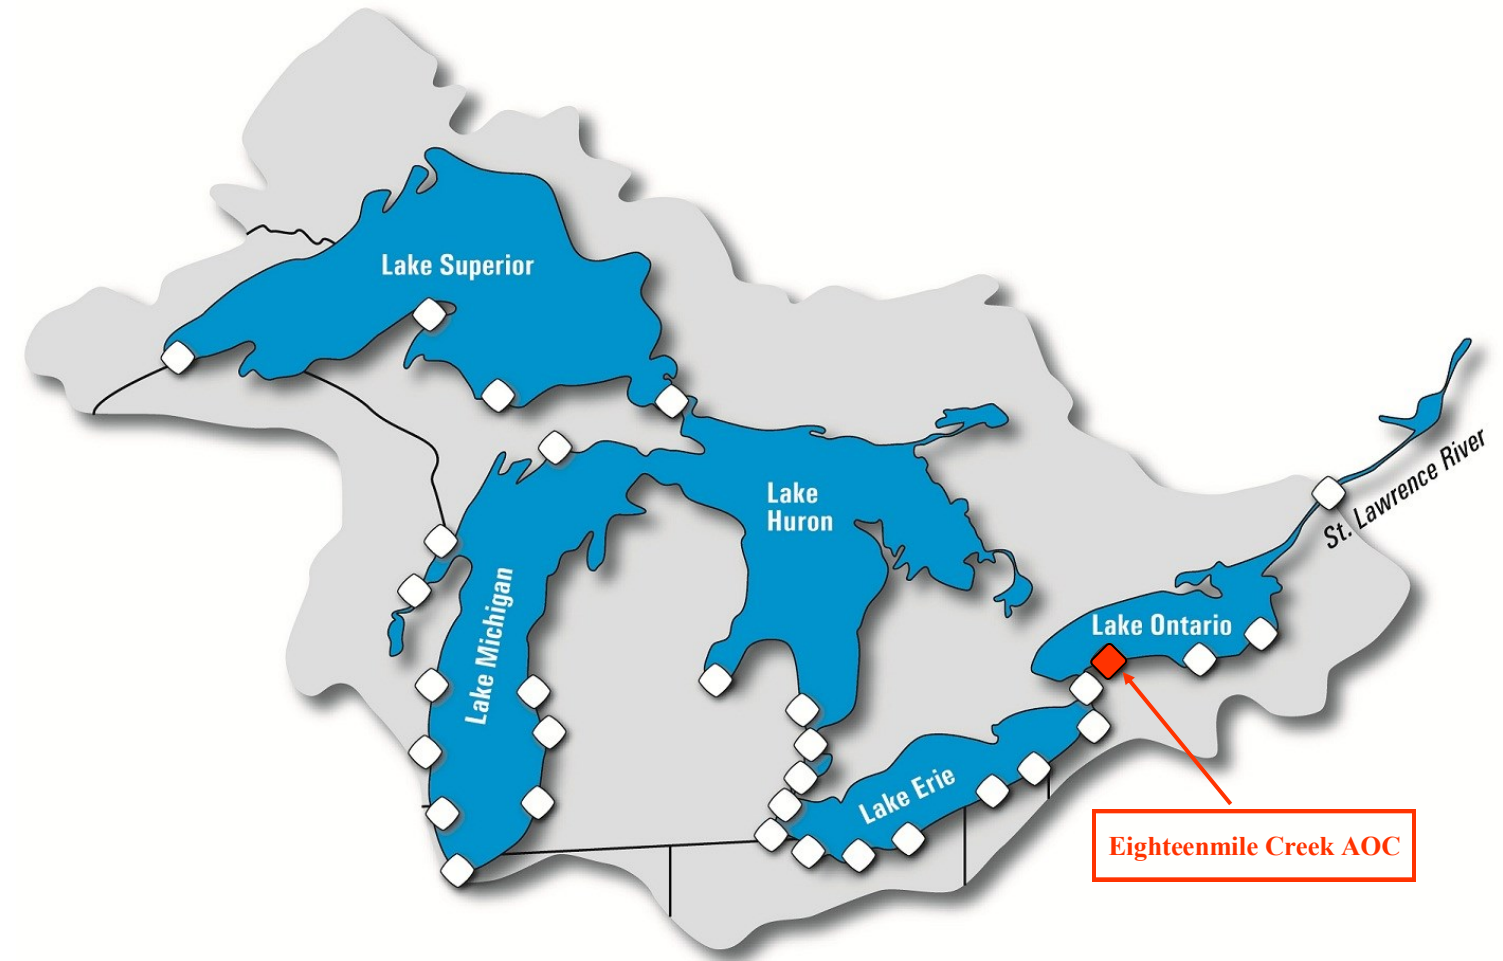 Lake Superior
Lake
Huron
St. Lawrence River
Lake Michigan
Lake Ontario
Lake Erie
Eighteenmile Creek AOC